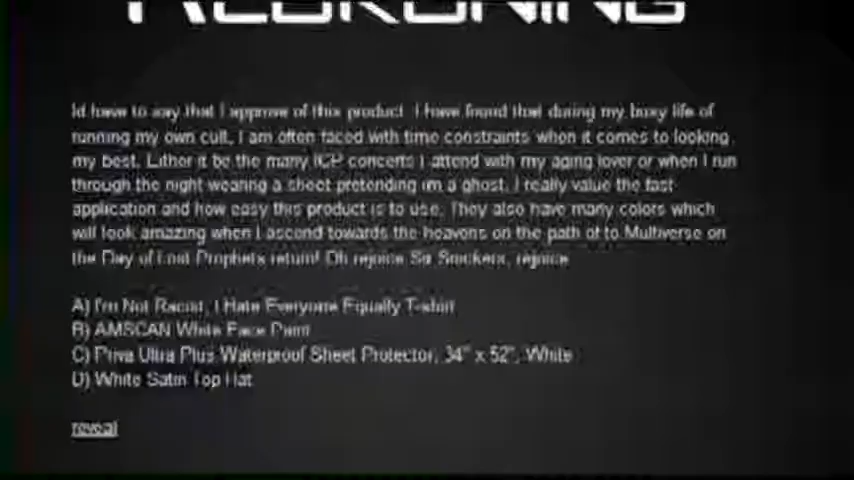 RECKONING
Id have to say that I approve of this product. I have found that during my busy life of
running my own cult, I am often faced with time constraints when it comes to looking
my best. Either it be the many ICP concerts I attend with my aging lover or when I run
through the night wearing a sheet pretending im a ghost, I really value the fast
application and how easy this product is to use. They also have many colors which
will look amazing when I ascend towards the heavens on the path of to Multiverse on
the Day of Lost Prophets return! Oh rejoice Sir Snickers, rejoice
A) I'm Not Racist, I Hate Everyone Equally T-shirt
B) AMSCAN White Face Paint
C) Priva Ultra Plus Waterproof Sheet Protector, 34" x 52", White
D) White Satin Top Hat
reveal